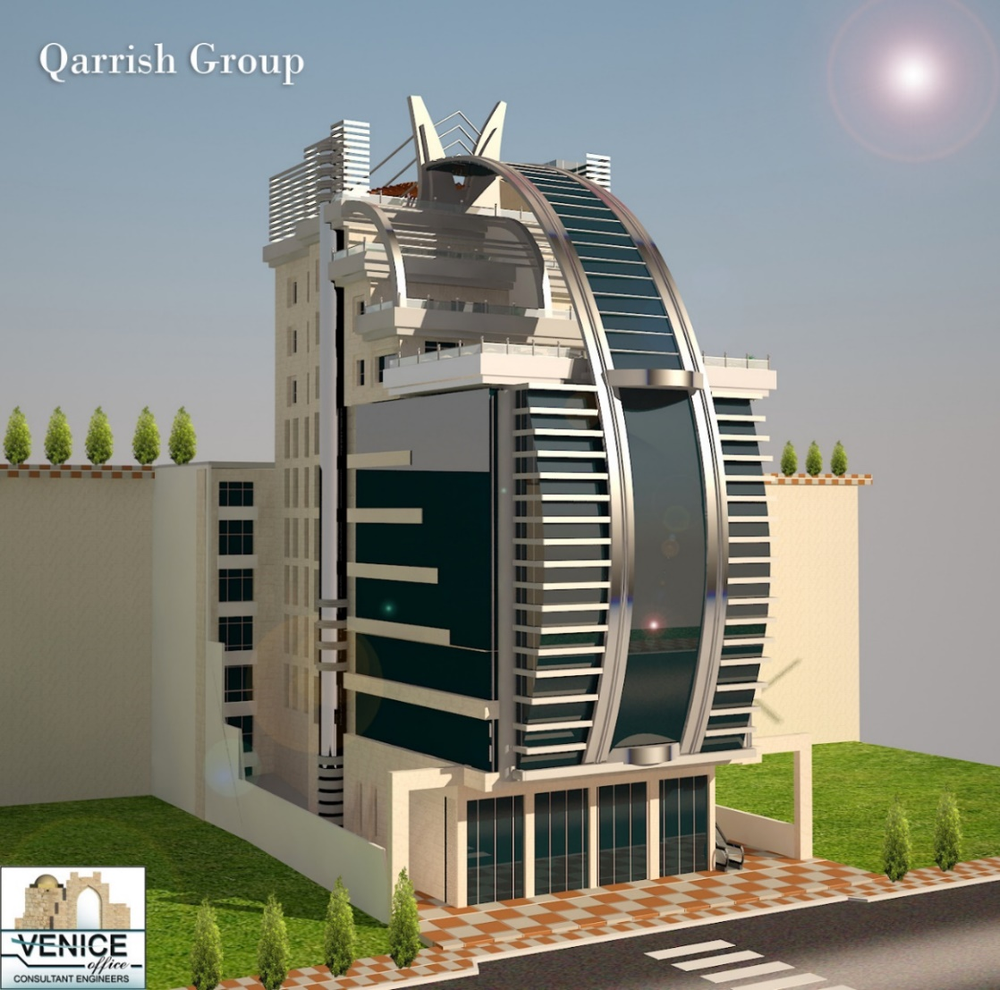 Qarrish Group
VENICE
office
CONSULTANT ENGINEERS